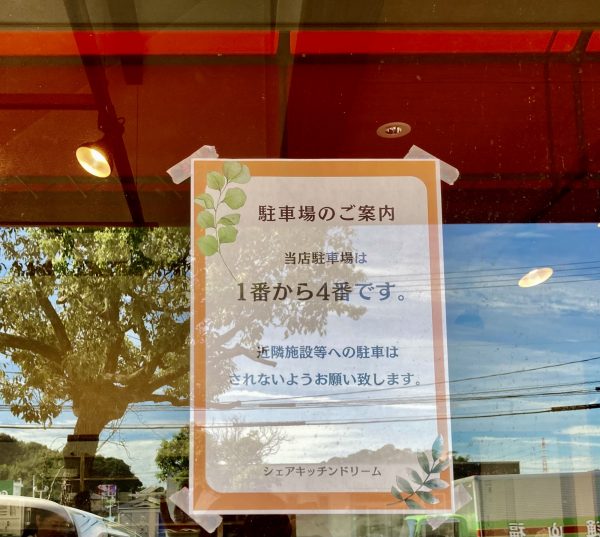 駐車場のご案内
当店駐車場は
1番から4番です。
近隣施設等への駐車は
されないようお願い致します。
シェアキッチンドリーム